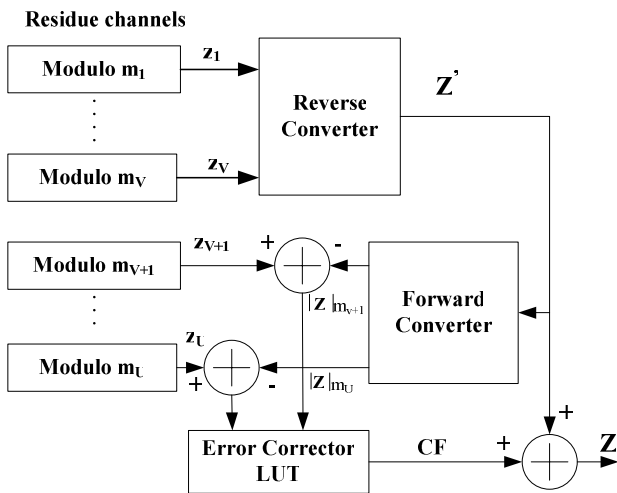 Residue channels
Modulo m1
z1
Reverse
Converter
Z’
Modulo mV
zV
Modulo mV+1
zV+1
+
-
Forward
Converter
|Z|mv+1
Modulo mU
zU
+
-
|Z|mU
Error Corrector
LUT
CF
+
+
Z